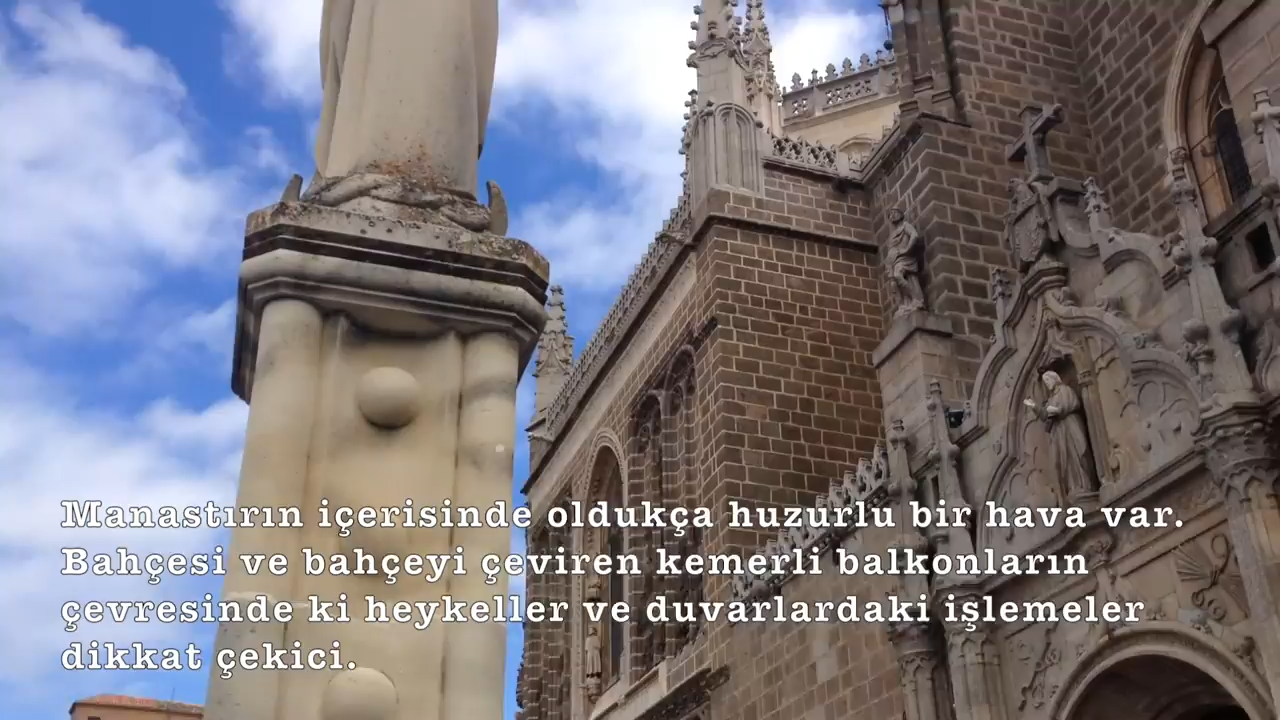 Manastırın içerisinde oldukça huzurlu bir hava var.
Bahçesi ve bahçeyi çeviren kemerli balkonların
çevresinde ki heykeller ve duvarlardaki işlemeler
dikkat çekici.